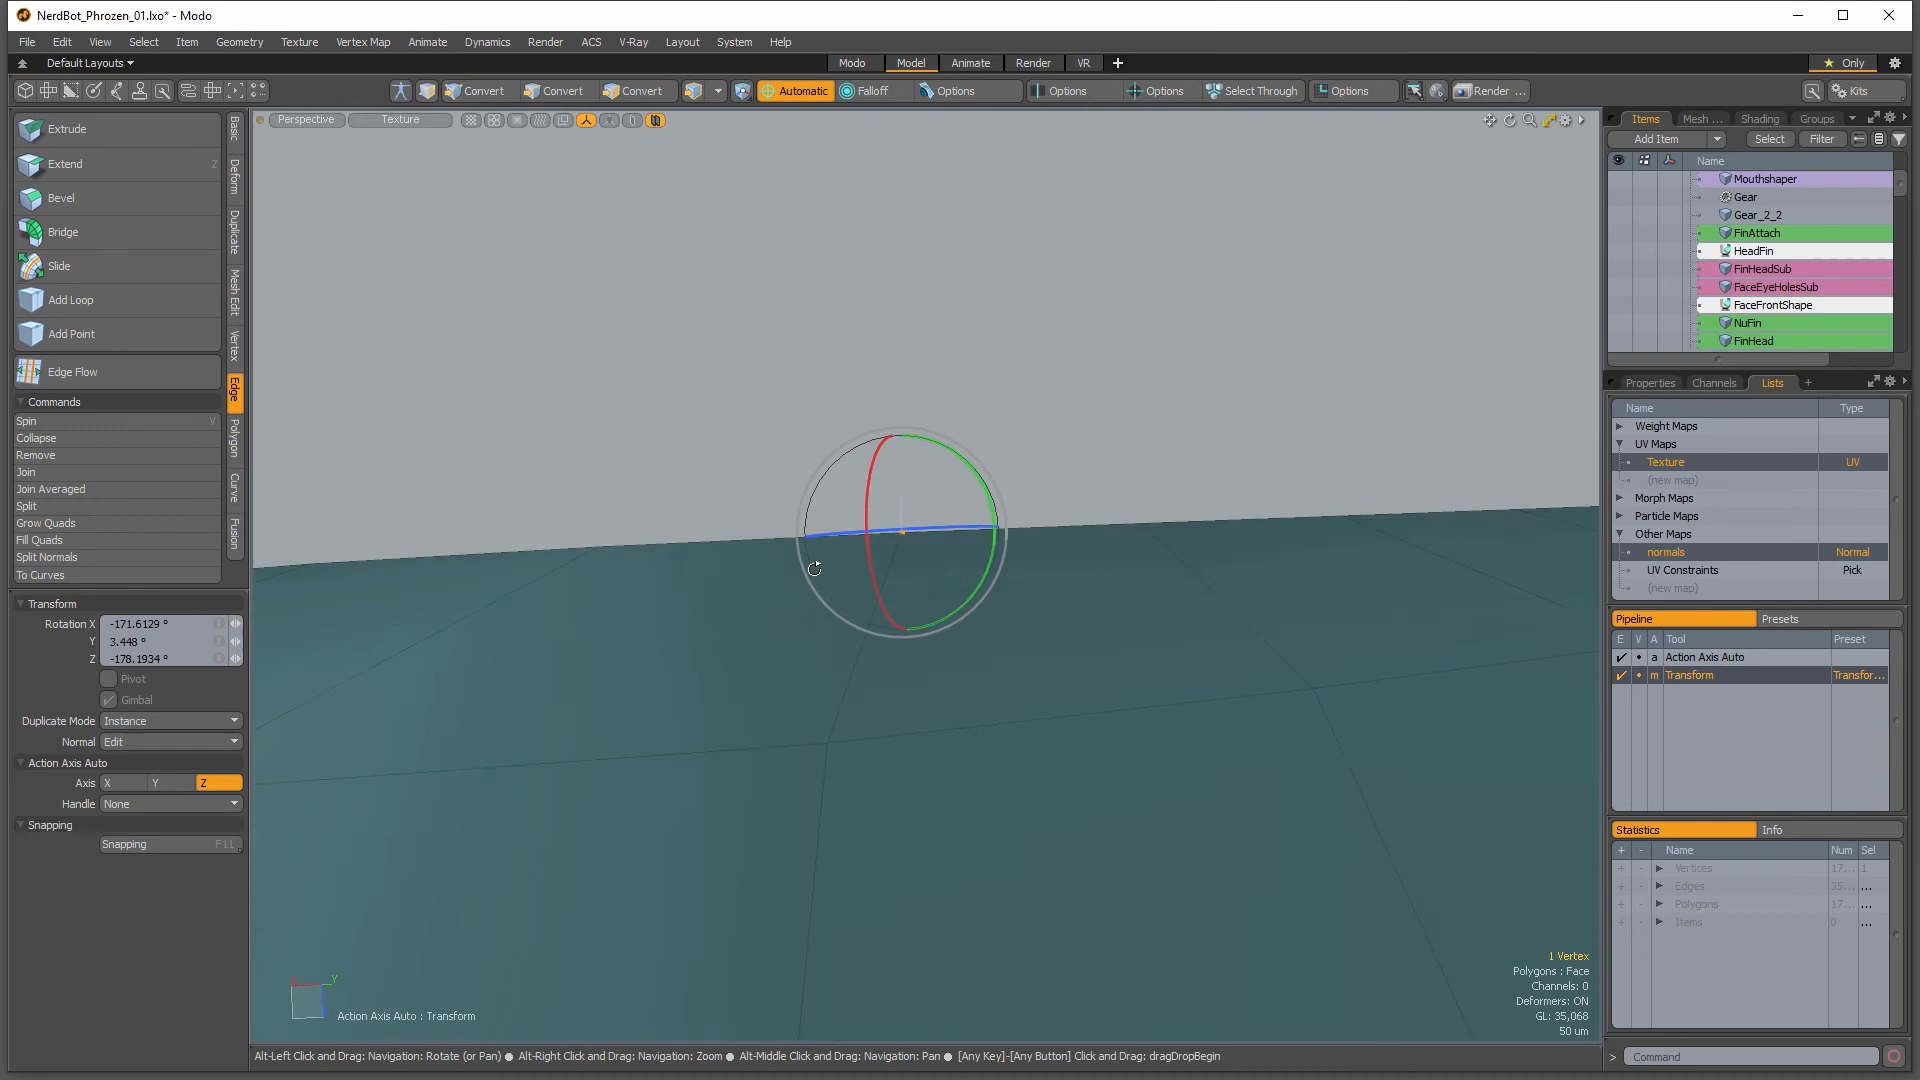 NerdBot_Phrozen_01.lxo* - Modo
File Edit View Select Item Geometry Texture Vertex Map Animate Dynamics Render ACS V-Ray Layout System Help
Default Layouts Modo Model Animate Render VR + Only
Convert Convert Convert Automatic Falloff Options Options Options Select Through Options Render ... Kits
Extrude
Extend Z
Bevel
Bridge
Slide
Add Loop
Add Point
Edge Flow
Commands
Spin V
Collapse
Remove
Join
Join Averaged
Split
Grow Quads
Fill Quads
Split Normals
To Curves
Basic
Deform
Duplicate
Mesh Edit
Vertex
Edge
Polygon
Curve
Fusion
Transform
Rotation X -171.6129 °
Y 3.448 °
Z -178.1934 °
Pivot
Gimbal
Duplicate Mode Instance
Normal Edit
Action Axis Auto
Axis X Y Z
Handle None
Snapping
Snapping F11
Perspective Texture
Y
Action Axis Auto : Transform
1 Vertex
Polygons : Face
Channels: 0
Deformers: ON
GL: 35,068
50 um
Alt-Left Click and Drag: Navigation: Rotate (or Pan) ● Alt-Right Click and Drag: Navigation: Zoom ● Alt-Middle Click and Drag: Navigation: Pan ● [Any Key]-[Any Button] Click and Drag: dragDropBegin
Items Mesh ... Shading Groups
Add Item Select Filter
Name
Mouthshaper
Gear
Gear_2_2
FinAttach
HeadFin
FinHeadSub
FaceEyeHolesSub
FaceFrontShape
NuFin
FinHead
Properties Channels Lists +
Name Type
Weight Maps
UV Maps
Texture UV
(new map)
Morph Maps
Particle Maps
Other Maps
normals Normal
UV Constraints Pick
(new map)
Pipeline Presets
E V A Tool Preset
a Action Axis Auto
m Transform Transfor...
Statistics Info
+ - Name Num Sel
+ - Vertices 17... 1
+ - Edges 35... ...
+ - Polygons 17... ...
+ - Items 0 ...
> Command